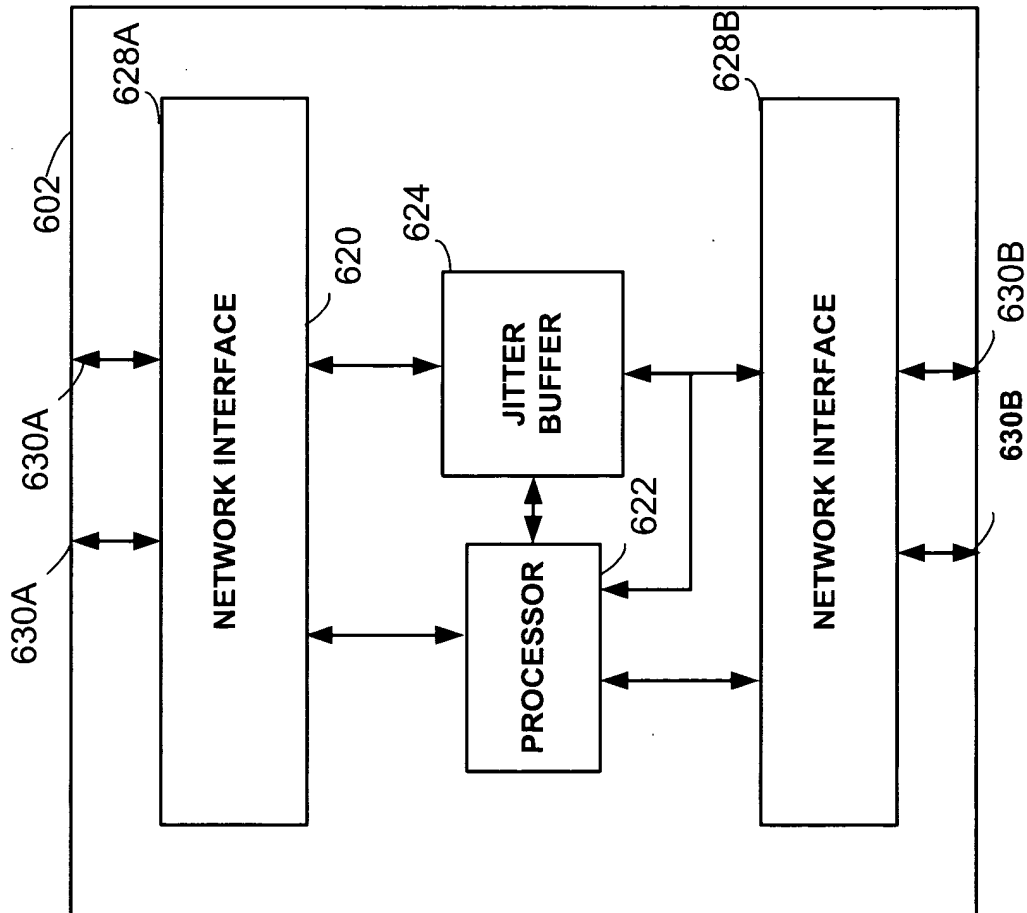 630A
630A
602
628A
NETWORK INTERFACE
620
624
JITTER
BUFFER
PROCESSOR
622
628B
NETWORK INTERFACE
630B
630B